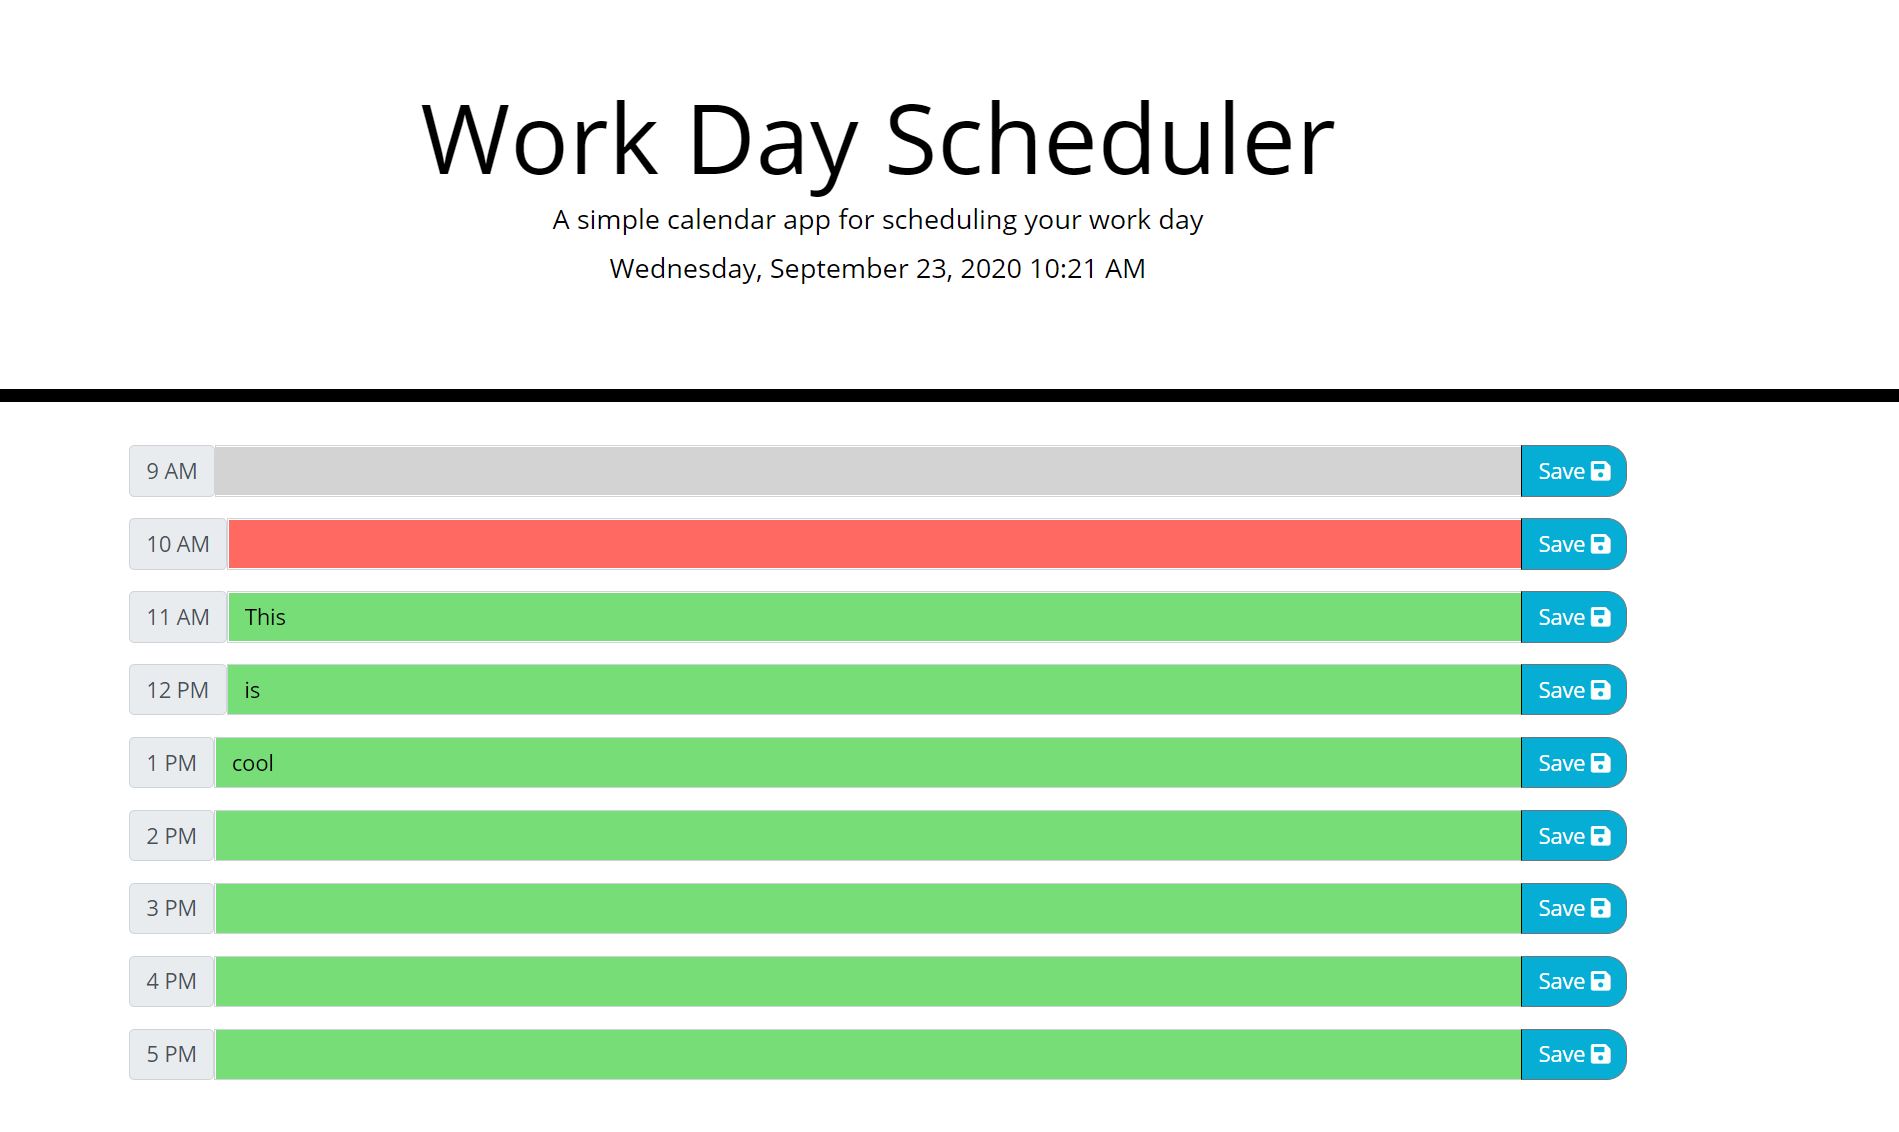 Work Day Scheduler
A simple calendar app for scheduling your work day
Wednesday, September 23, 2020 10:21 AM
9 AM Save
10 AM Save
11 AM This Save
12 PM is Save
1 PM cool Save
2 PM Save
3 PM Save
4 PM Save
5 PM Save